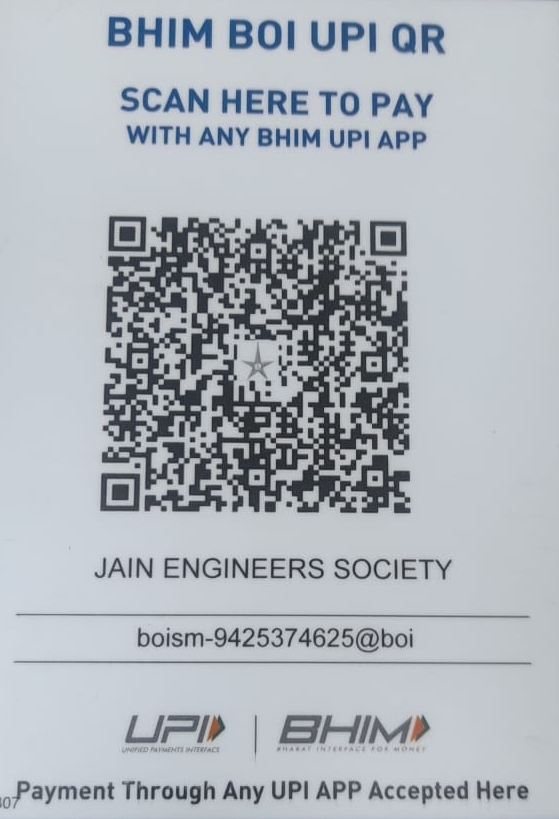 BHIM BOI UPI QR
SCAN HERE TO PAY
WITH ANY BHIM UPI APP
JAIN ENGINEERS SOCIETY
boism-9425374625@boi
UPI
UNIFIED PAYMENTS INTERFACE
BHIM
BHARAT INTERFACE FOR MONEY
Payment Through Any UPI APP Accepted Here